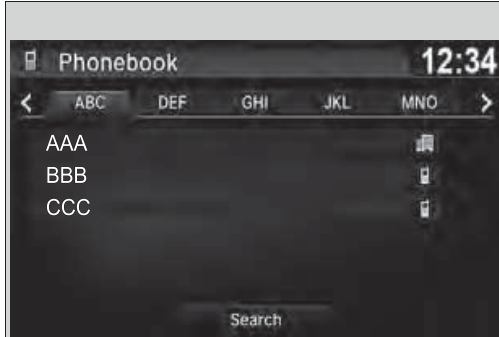 Phonebook 12:34
< ABC DEF GHI JKL MNO >
AAA
BBB
CCC
Search